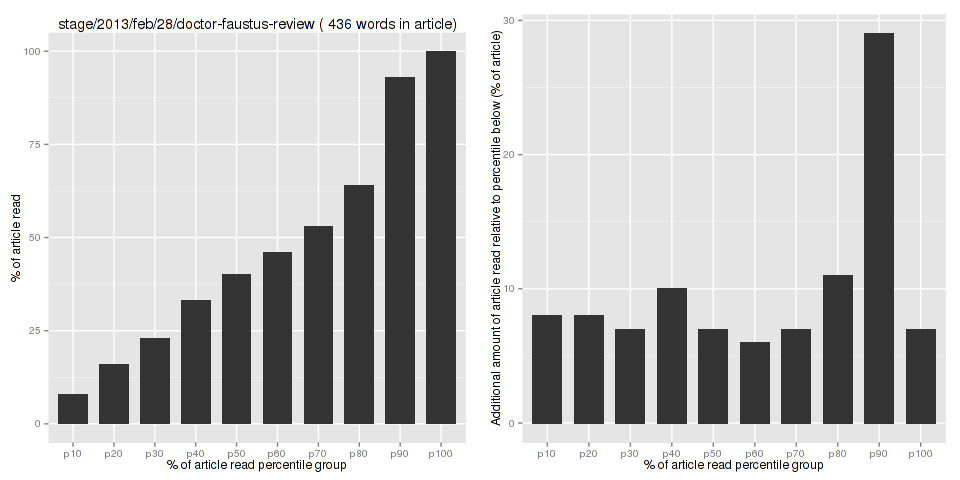 stage/2013/feb/28/doctor-faustus-review ( 436 words in article)
% of article read
100
75
50
25
0
p10 p20 p30 p40 p50 p60 p70 p80 p90 p100
% of article read percentile group
Additional amount of article read relative to percentile below (% of article)
30
20
10
0
p10 p20 p30 p40 p50 p60 p70 p80 p90 p100
% of article read percentile group